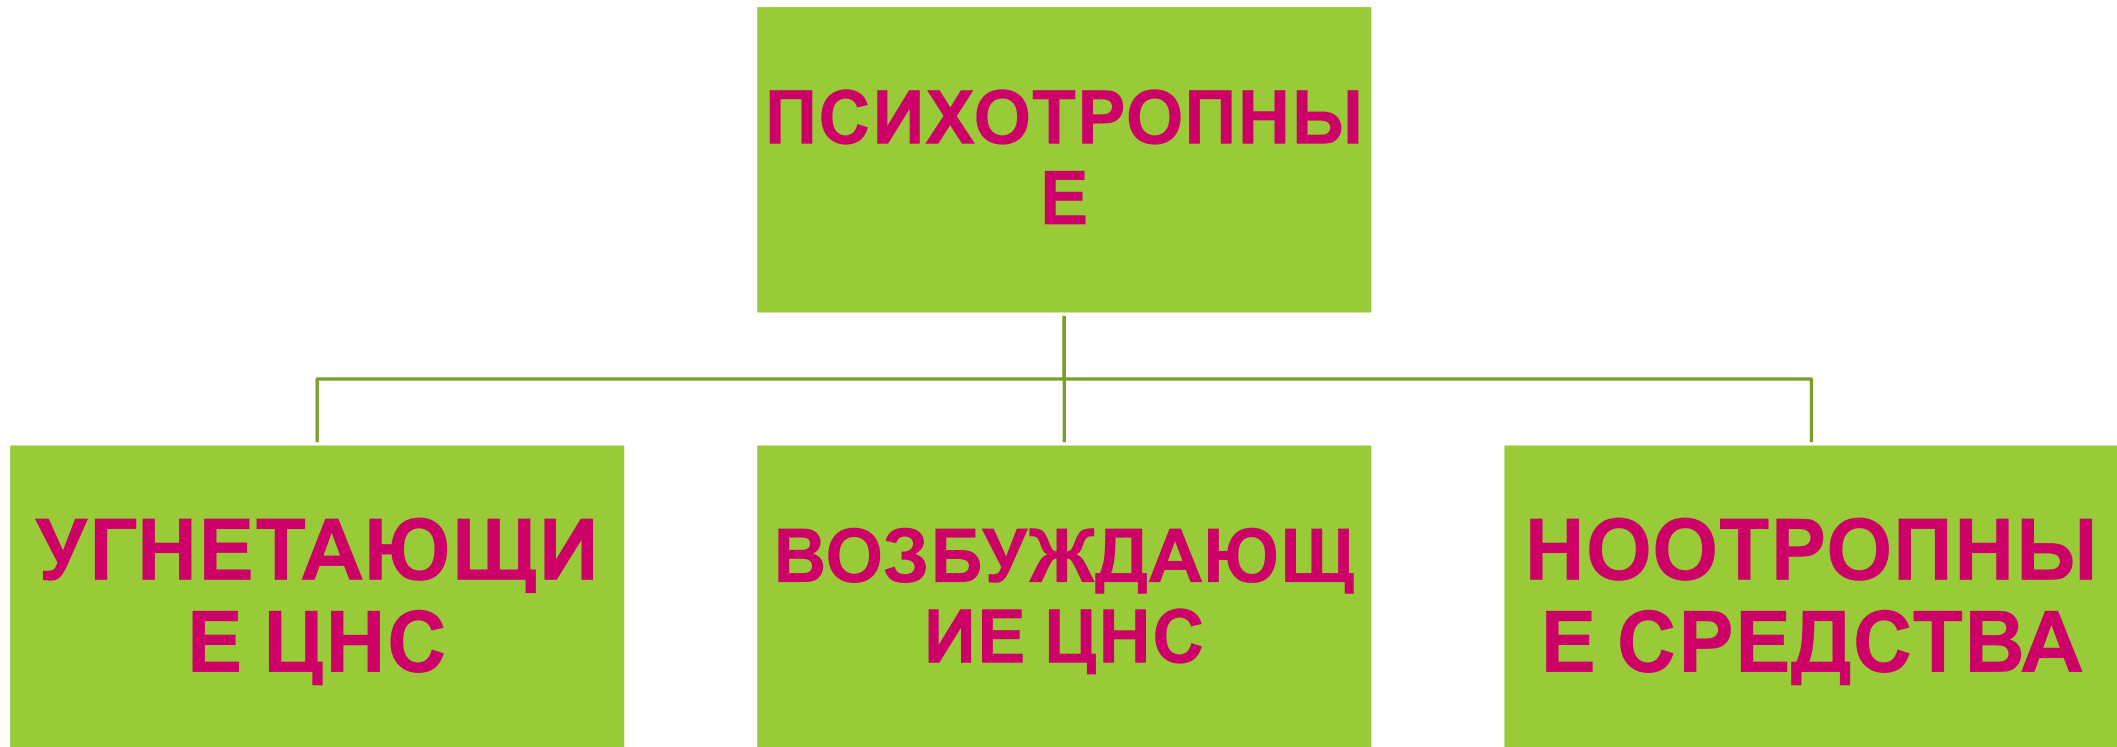 ПСИХОТРОПНЫ
Е
УГНЕТАЮЩИ
Е ЦНС
ВОЗБУЖДАЮЩ
ИЕ ЦНС
НООТРОПНЫ
Е СРЕДСТВА